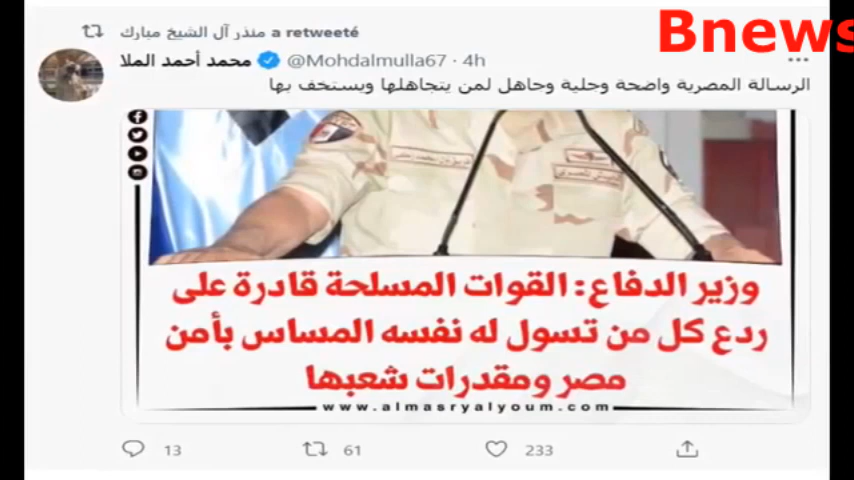 Bnews
منذر آل الشيخ مبارك a retweeté
محمد أحمد الملا @Mohdalmulla67 · 4h
الرسالة المصرية واضحة وجلية وجاهل لمن يتجاهلها ويستخف بها
وزير الدفاع: القوات المسلحة قادرة على
ردع كل من تسول له نفسه المساس بأمن
مصر ومقدرات شعبها
www.almasryalyoum.com
13 61 233